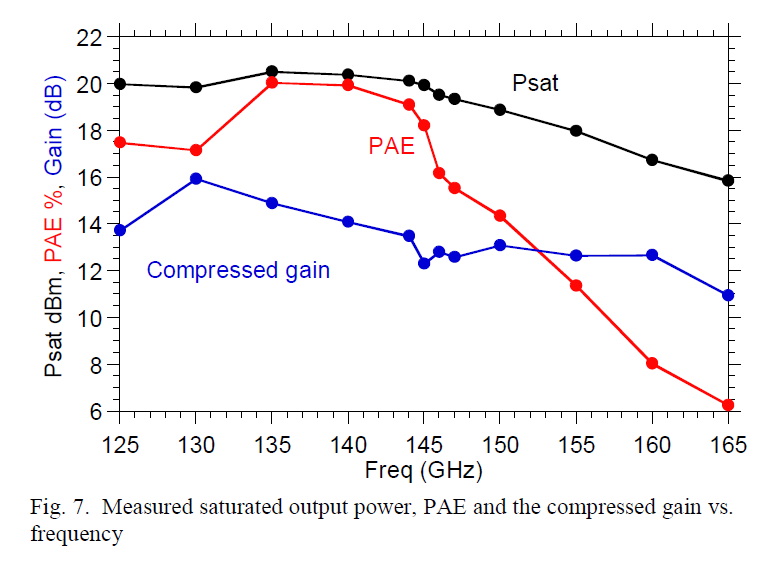 22
20
18
16
14
12
10
8
6
Psat dBm, PAE %, Gain (dB)
Psat
PAE
Compressed gain
125 130 135 140 145 150 155 160 165
Freq (GHz)
Fig. 7. Measured saturated output power, PAE and the compressed gain vs.
frequency